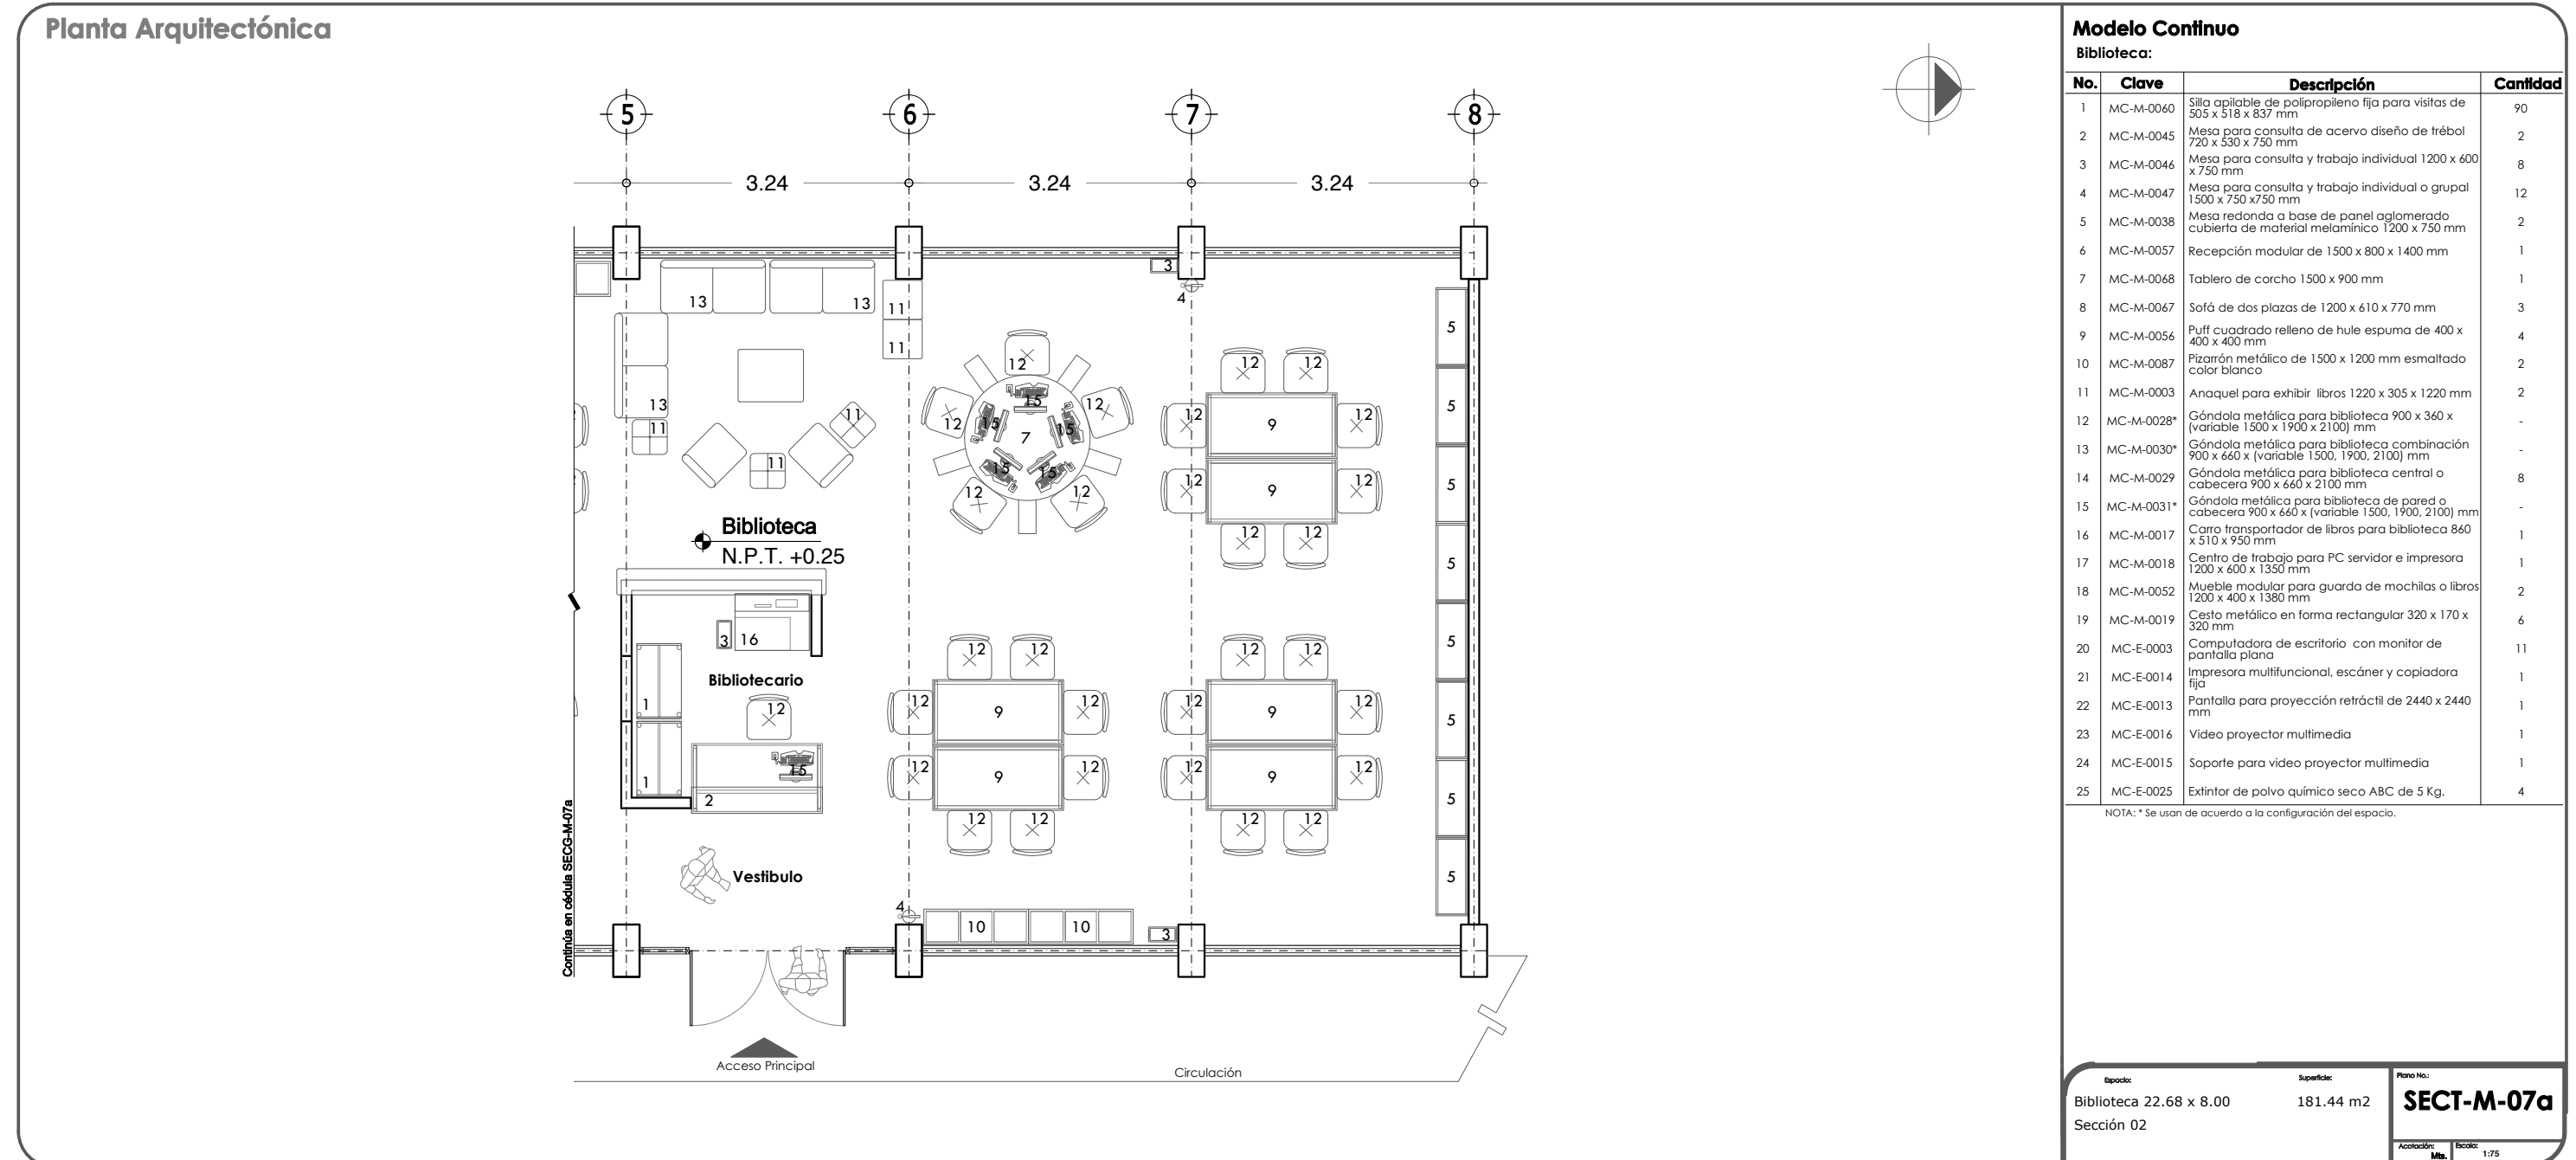 Planta Arquitectónica
5 6 7 8
3.24 3.24 3.24
3
4
13 13 11
11
5
12 12 12
12 12 12 15 12 9 12
5
13 11 12 15 15
11 7
11 15 15 12 9 12 5
12 12
Biblioteca
N.P.T. +0.25
12 12
5
3 16
5
12 12 12 12
Bibliotecario
1 12
12 9 12 12 9 12
5
15
1
2
12 9 12 12 9 12
5
12 12 12 12
Vestibulo
5
4
10 10 3
Continúa en cédula SECG-M-07a
Acceso Principal
Circulación
Modelo Continuo
Biblioteca:
No. Clave Descripción Cantidad
1 MC-M-0060 Silla apilable de polipropileno fija para visitas de 90
505 x 518 x 837 mm
2 MC-M-0045 Mesa para consulta de acervo diseño de trébol 2
720 x 530 x 750 mm
3 MC-M-0046 Mesa para consulta y trabajo individual 1200 x 600 8
x 750 mm
4 MC-M-0047 Mesa para consulta y trabajo individual o grupal 12
1500 x 750 x750 mm
5 MC-M-0038 Mesa redonda a base de panel aglomerado 2
cubierta de material melamínico 1200 x 750 mm
6 MC-M-0057 Recepción modular de 1500 x 800 x 1400 mm 1
7 MC-M-0068 Tablero de corcho 1500 x 900 mm 1
8 MC-M-0067 Sofá de dos plazas de 1200 x 610 x 770 mm 3
9 MC-M-0056 Puff cuadrado relleno de hule espuma de 400 x 4
400 x 400 mm
10 MC-M-0087 Pizarrón metálico de 1500 x 1200 mm esmaltado 2
color blanco
11 MC-M-0003 Anaquel para exhibir libros 1220 x 305 x 1220 mm 2
12 MC-M-0028* Góndola metálica para biblioteca 900 x 360 x -
(variable 1500 x 1900 x 2100) mm
13 MC-M-0030* Góndola metálica para biblioteca combinación -
900 x 660 x (variable 1500, 1900, 2100) mm
14 MC-M-0029 Góndola metálica para biblioteca central o 8
cabecera 900 x 660 x 2100 mm
15 MC-M-0031* Góndola metálica para biblioteca de pared o -
cabecera 900 x 660 x (variable 1500, 1900, 2100) mm
16 MC-M-0017 Carro transportador de libros para biblioteca 860 1
x 510 x 950 mm
17 MC-M-0018 Centro de trabajo para PC servidor e impresora 1
1200 x 600 x 1350 mm
18 MC-M-0052 Mueble modular para guarda de mochilas o libros 2
1200 x 400 x 1380 mm
19 MC-M-0019 Cesto metálico en forma rectangular 320 x 170 x 6
320 mm
20 MC-E-0003 Computadora de escritorio con monitor de 11
pantalla plana
21 MC-E-0014 Impresora multifuncional, escáner y copiadora 1
fija
22 MC-E-0013 Pantalla para proyección retráctil de 2440 x 2440 1
mm
23 MC-E-0016 Video proyector multimedia 1
24 MC-E-0015 Soporte para video proyector multimedia 1
25 MC-E-0025 Extintor de polvo químico seco ABC de 5 Kg. 4
NOTA: * Se usan de acuerdo a la configuración del espacio.
Espacio: Superficie: Plano No.:
Biblioteca 22.68 x 8.00 181.44 m2 SECT-M-07a
Sección 02
Acotación: Escala:
Mts. 1:75